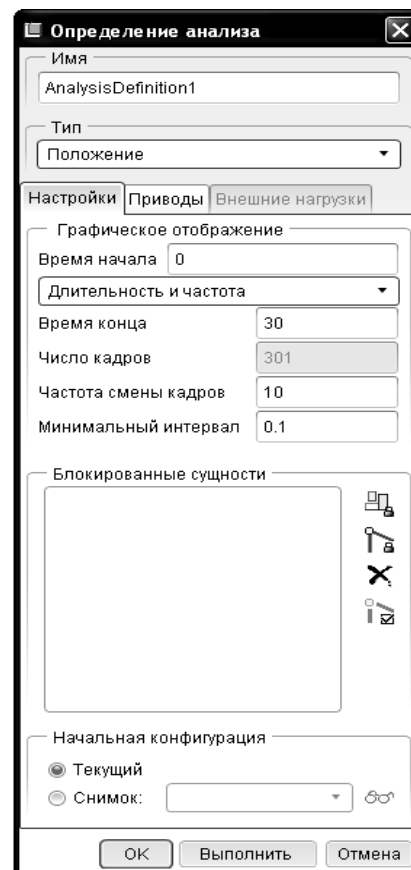 Определение анализа
Имя
AnalysisDefinition1
Тип
Положение
Настройки Приводы Внешние нагрузки
Графическое отображение
Время начала 0
Длительность и частота
Время конца 30
Число кадров 301
Частота смены кадров 10
Минимальный интервал 0.1
Блокированные сущности
Начальная конфигурация
Текущий
Снимок:
OK Выполнить Отмена